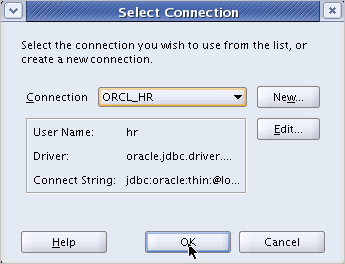 Select Connection
Select the connection you wish to use from the list, or
create a new connection.
Connection ORCL_HR New...
Edit...
User Name: hr
Driver: oracle.jdbc.driver....
Connect String: jdbc:oracle:thin:@lo...
Help OK Cancel